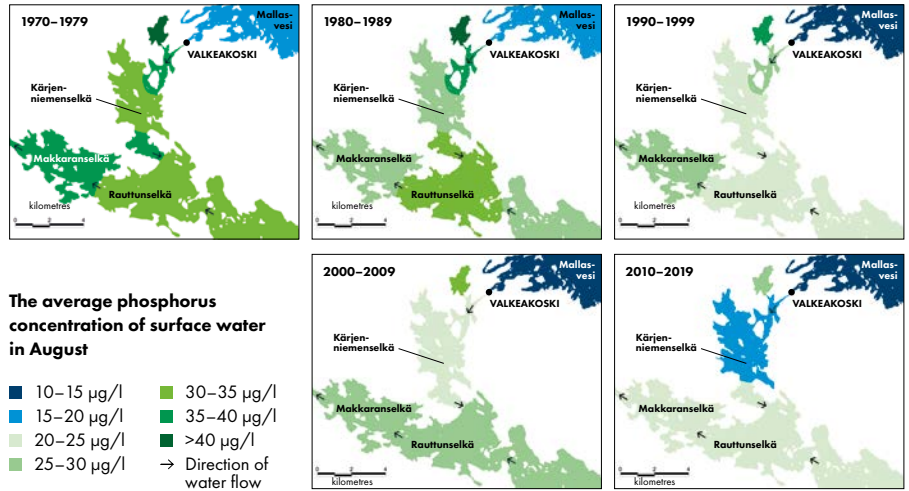 1970–1979
Mallas-
vesi
VALKEAKOSKI
Kärjen-
niemenselkä
Makkaranselkä
Rauttunselkä
kilometres
0 2 4
1980–1989
Mallas-
vesi
VALKEAKOSKI
Kärjen-
niemenselkä
Makkaranselkä
Rauttunselkä
kilometres
0 2 4
1990–1999
Mallas-
vesi
VALKEAKOSKI
Kärjen-
niemenselkä
Makkaranselkä
Rauttunselkä
kilometres
0 2 4
The average phosphorus
concentration of surface water
in August
10–15 µg/l
15–20 µg/l
20–25 µg/l
25–30 µg/l
30–35 µg/l
35–40 µg/l
>40 µg/l
→ Direction of
water flow
2000–2009
Mallas-
vesi
VALKEAKOSKI
Kärjen-
niemenselkä
Makkaranselkä
Rauttunselkä
0 2 4
kilometres
2010–2019
Mallas-
vesi
VALKEAKOSKI
Kärjen-
niemenselkä
Makkaranselkä
Rauttunselkä
0 2 4
kilometres